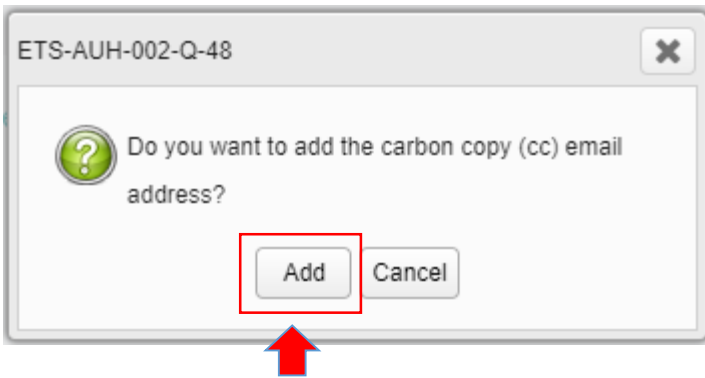 ETS-AUH-002-Q-48
Do you want to add the carbon copy (cc) email
address?
Add Cancel